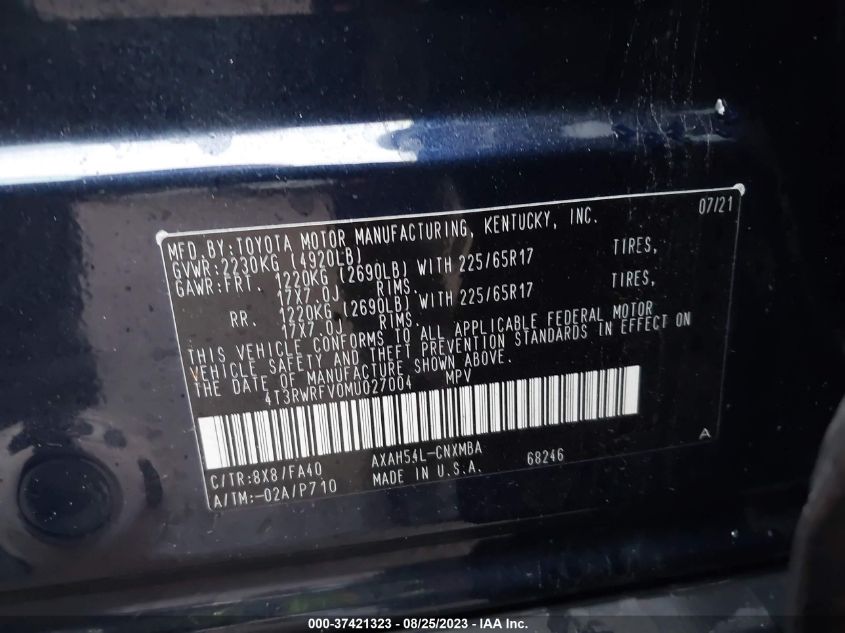 MFD.BY:TOYOTA MOTOR MANUFACTURING, KENTUCKY, INC. 07/21
GVWR:2230KG (4920LB)
GAWR:FRT. 1220KG (2690LB) WITH 225/65R17 TIRES,
17X7.0J RIMS.
RR. 1220KG (2690LB) WITH 225/65R17 TIRES,
17X7.0J RIMS.
THIS VEHICLE CONFORMS TO ALL APPLICABLE FEDERAL MOTOR
VEHICLE SAFETY AND THEFT PREVENTION STANDARDS IN EFFECT ON
THE DATE OF MANUFACTURE SHOWN ABOVE.
4T3RWRFV0MU027004 MPV
C/TR:8X8/FA40 AXAH54L-CNXMBA 68246 A
A/TM:-02A/P710 MADE IN U.S.A.
000-37421323 — 08/25/2023 - © Copyright 2023 - IAA Inc.